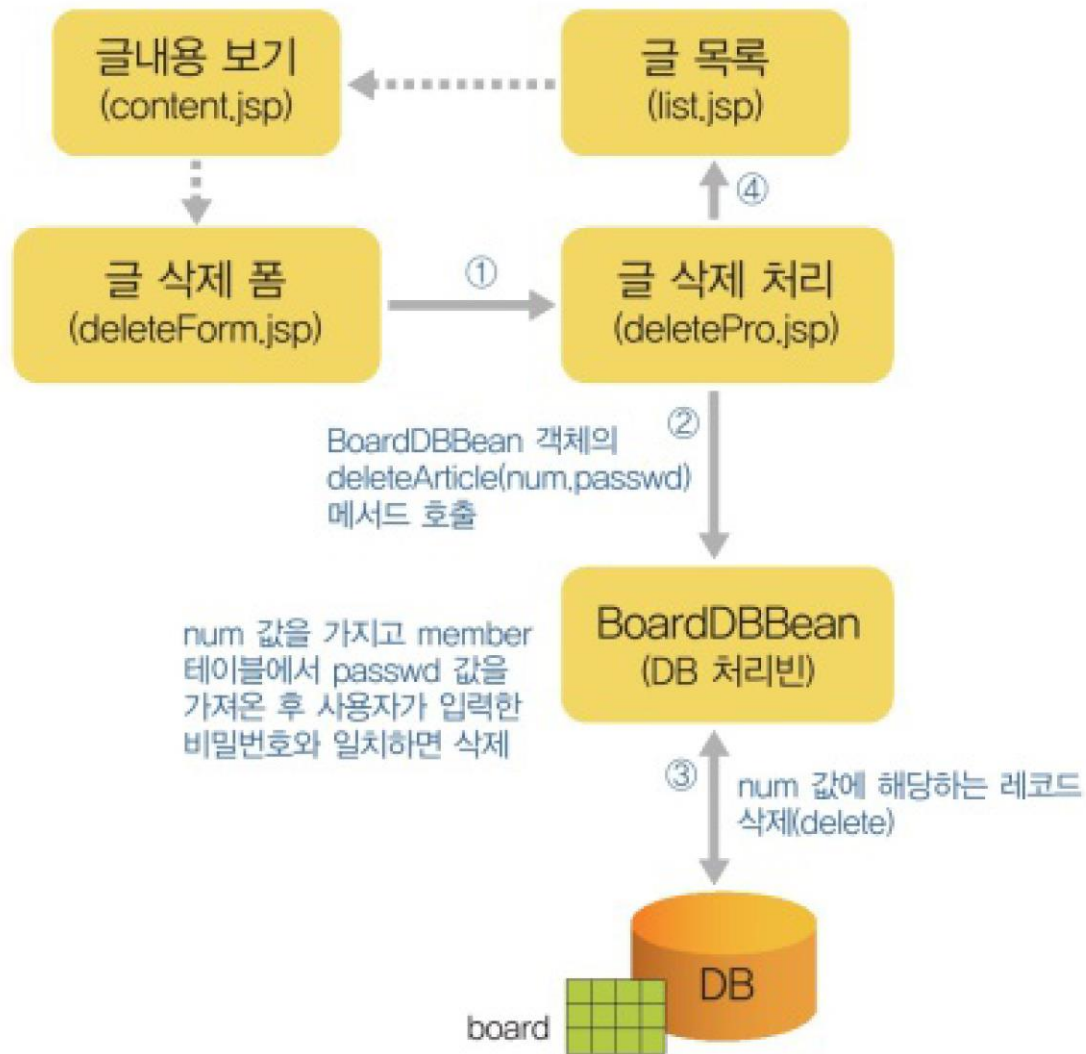 글내용 보기
(content.jsp)
글 목록
(list.jsp)
④
글 삭제 폼
(deleteForm.jsp)
①
글 삭제 처리
(deletePro.jsp)
②
BoardDBBean 객체의
deleteArticle(num,passwd)
메서드 호출
BoardDBBean
(DB 처리빈)
num 값을 가지고 member
테이블에서 passwd 값을
가져온 후 사용자가 입력한
비밀번호와 일치하면 삭제
③
num 값에 해당하는 레코드
삭제(delete)
DB
board